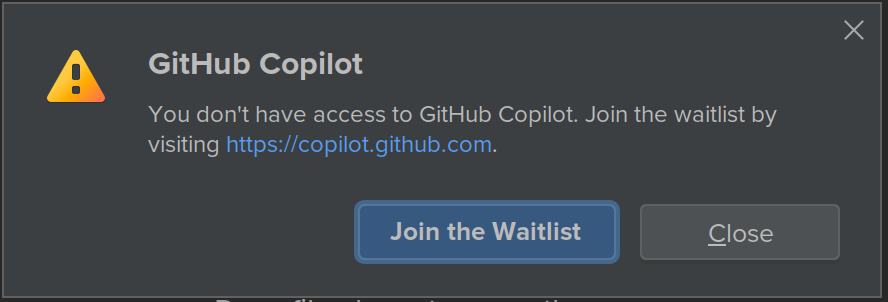 GitHub Copilot
You don't have access to GitHub Copilot. Join the waitlist by
visiting https://copilot.github.com.
Join the Waitlist
Close